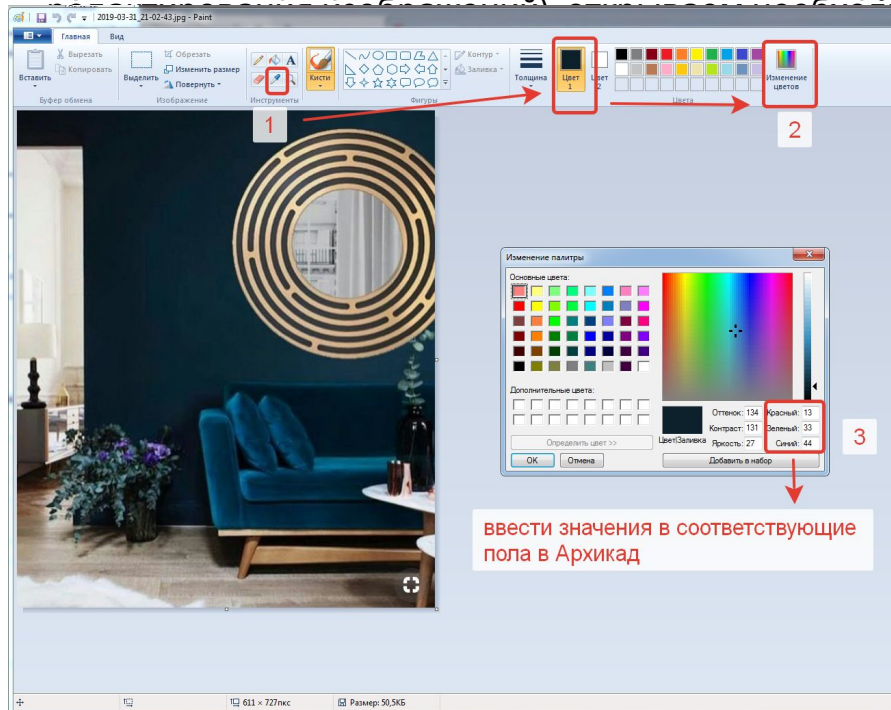 2019-03-31_21-02-43.jpg - Paint
Главная Вид
Вставить
Вырезать
Копировать
Буфер обмена
Выделить
Обрезать
Изменить размер
Повернуть
Изображение
A
Инструменты
Кисти
Контур
Заливка
Фигуры
Толщина
Цвет
1
Цвет
2
Цвета
Изменение
цветов
1
2
Изменение палитры
Основные цвета:
Дополнительные цвета:
Определить цвет >>
ОК Отмена
Цвет|Заливка
Оттенок: 134 Красный: 13
Контраст: 131 Зеленый: 33
Яркость: 27 Синий: 44
Добавить в набор
3
ввести значения в соответствующие
пола в Архикад
611 × 727пкс Размер: 50,5КБ